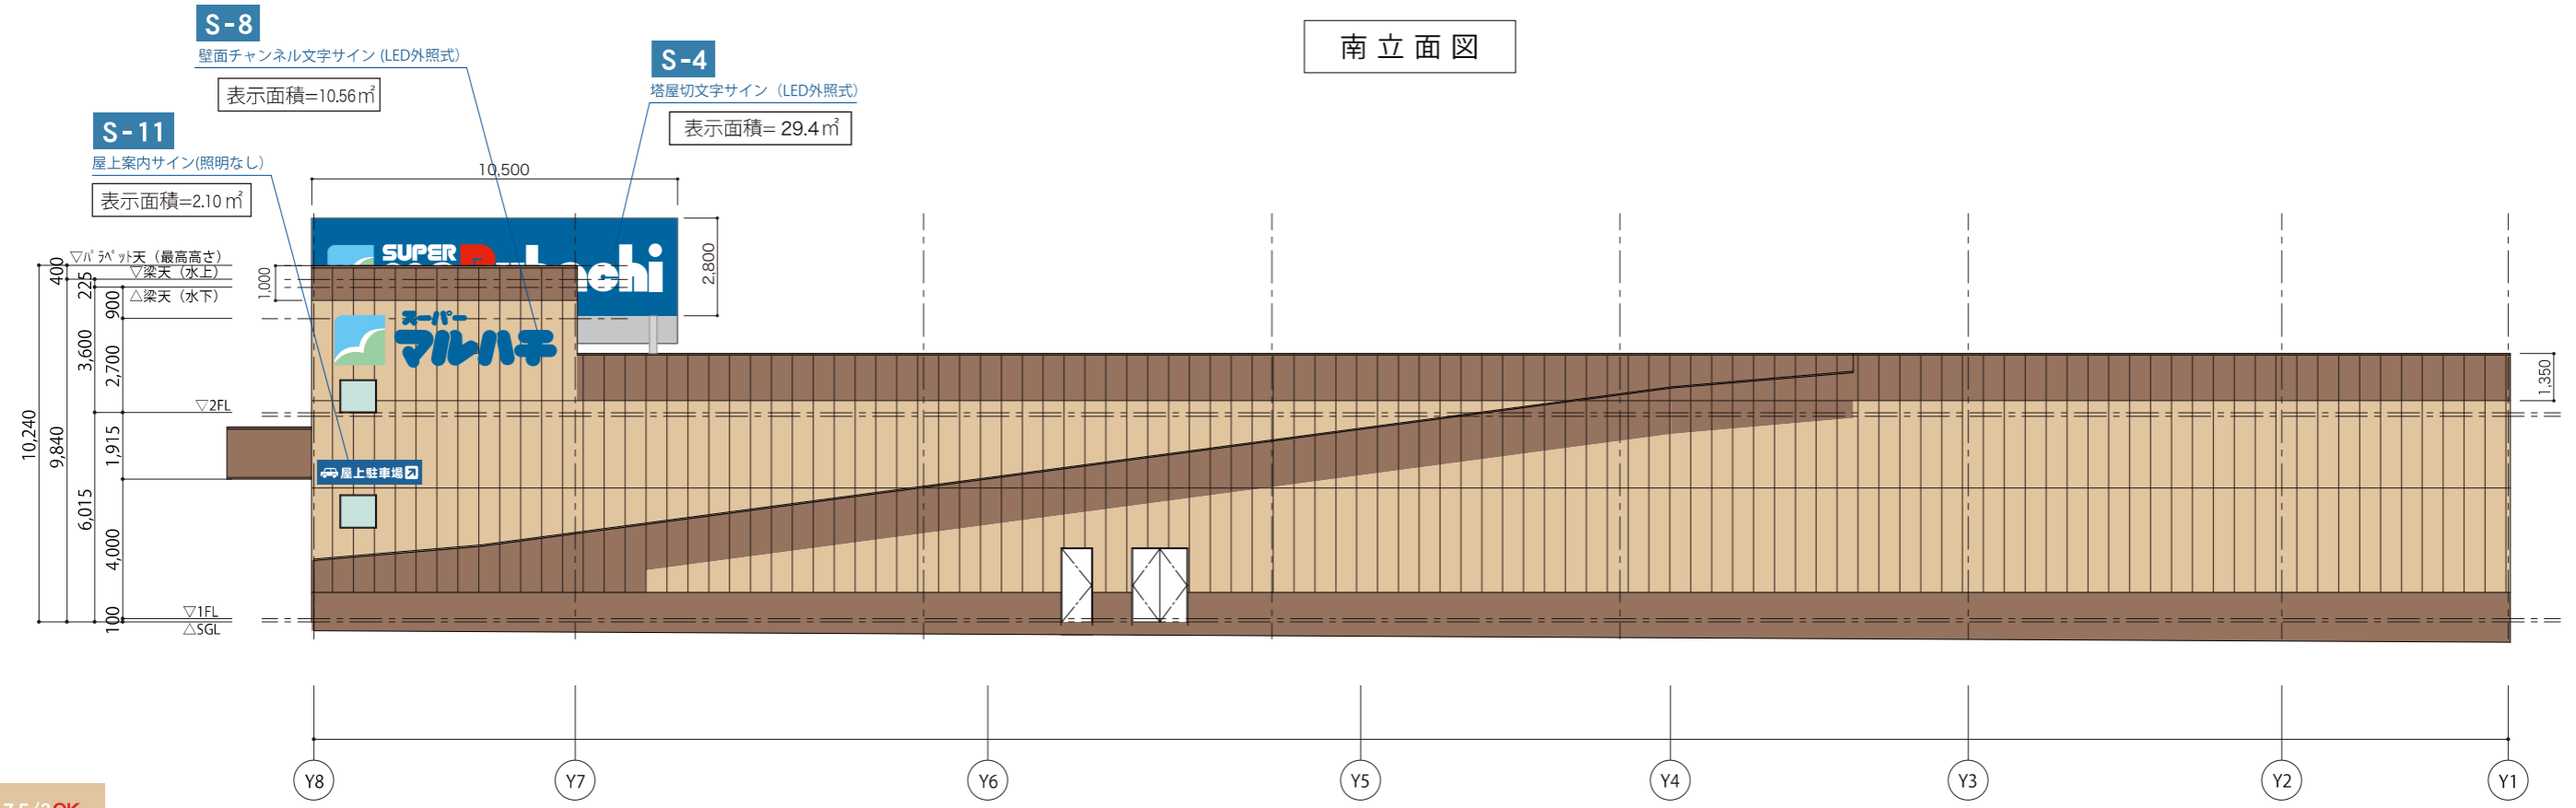 南立面図
S-8
壁面チャンネル文字サイン (LED外照式)
表示面積=10.56㎡
S-4
塔屋切文字サイン（LED外照式）
表示面積= 29.4㎡
S-11
屋上案内サイン(照明なし)
表示面積=2.10㎡
10,500
2,800
SUPER
▽パラペット天（最高高さ）
▽梁天（水上）
△梁天（水下）
400
225
900
1,000
3,600
2,700
スーパー
マルハチ
1,350
▽2FL
10,240
9,840
1,915
屋上駐車場
6,015
4,000
▽1FL
100
△SGL
Y8
Y7
Y6
Y5
Y4
Y3
Y2
Y1